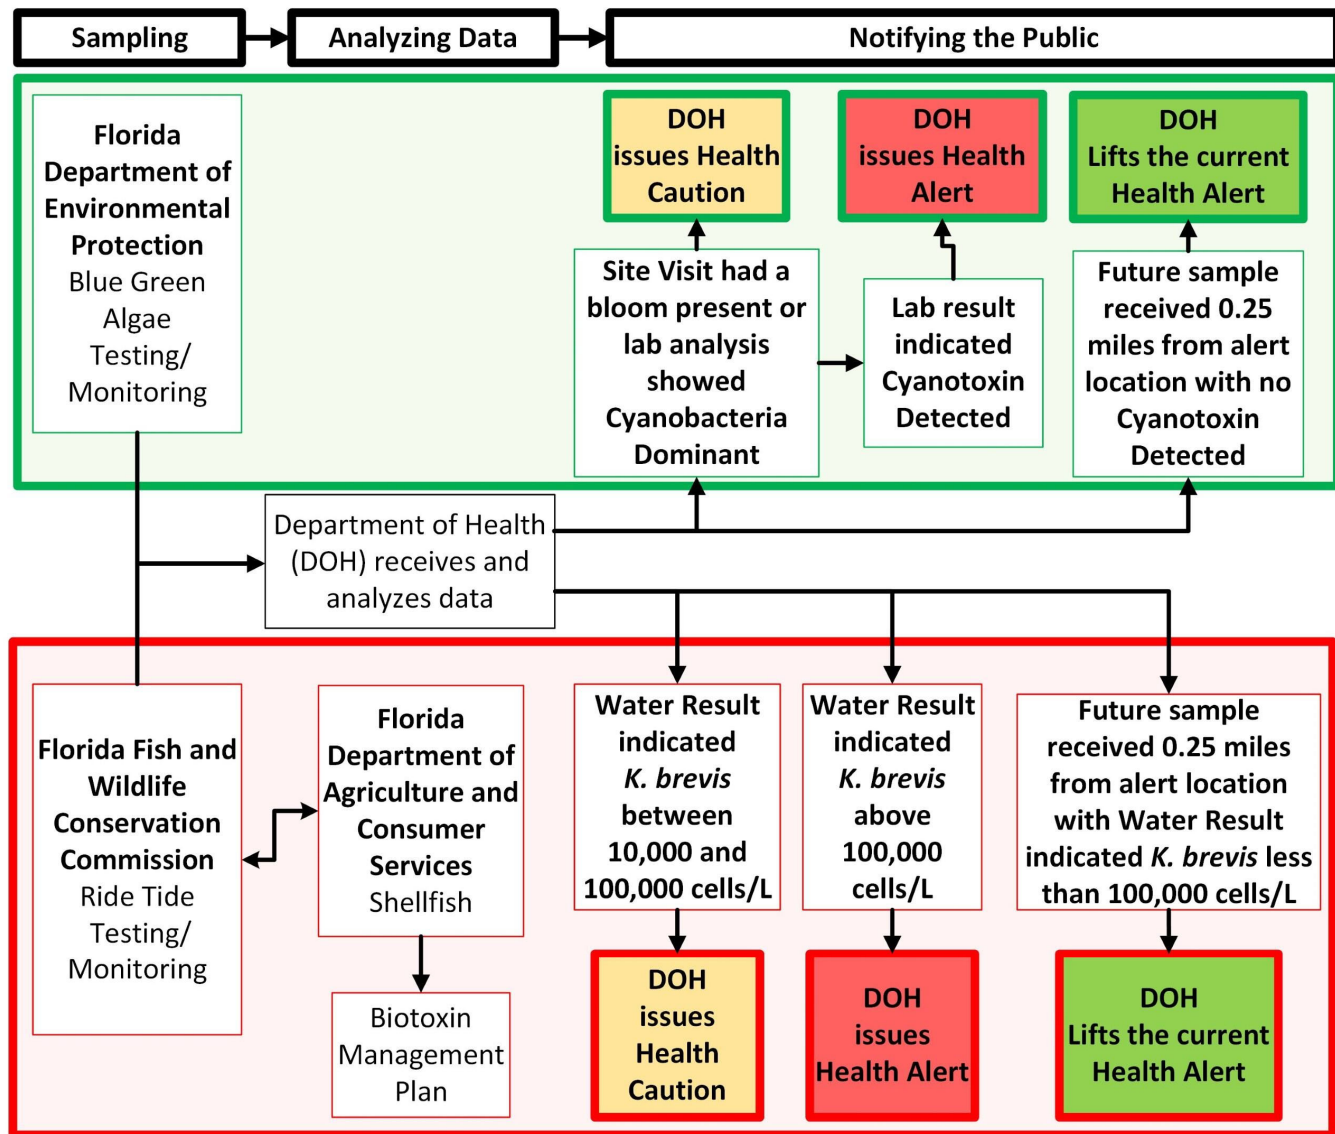 Sampling
Analyzing Data
Notifying the Public
Florida
Department of
Environmental
Protection
Blue Green
Algae
Testing/
Monitoring
DOH
issues Health
Caution
DOH
issues Health
Alert
DOH
Lifts the current
Health Alert
Site Visit had a
bloom present or
lab analysis
showed
Cyanobacteria
Dominant
Lab result
indicated
Cyanotoxin
Detected
Future sample
received 0.25
miles from alert
location with no
Cyanotoxin
Detected
Department of Health
(DOH) receives and
analyzes data
Florida Fish and
Wildlife
Conservation
Commission
Ride Tide
Testing/
Monitoring
Florida
Department of
Agriculture and
Consumer
Services
Shellfish
Biotoxin
Management
Plan
Water Result
indicated
K. brevis
between
10,000 and
100,000 cells/L
Water Result
indicated
K. brevis
above
100,000
cells/L
Future sample
received 0.25 miles
from alert location
with Water Result
indicated K. brevis less
than 100,000 cells/L
DOH
issues
Health
Caution
DOH
issues
Health Alert
DOH
Lifts the current
Health Alert